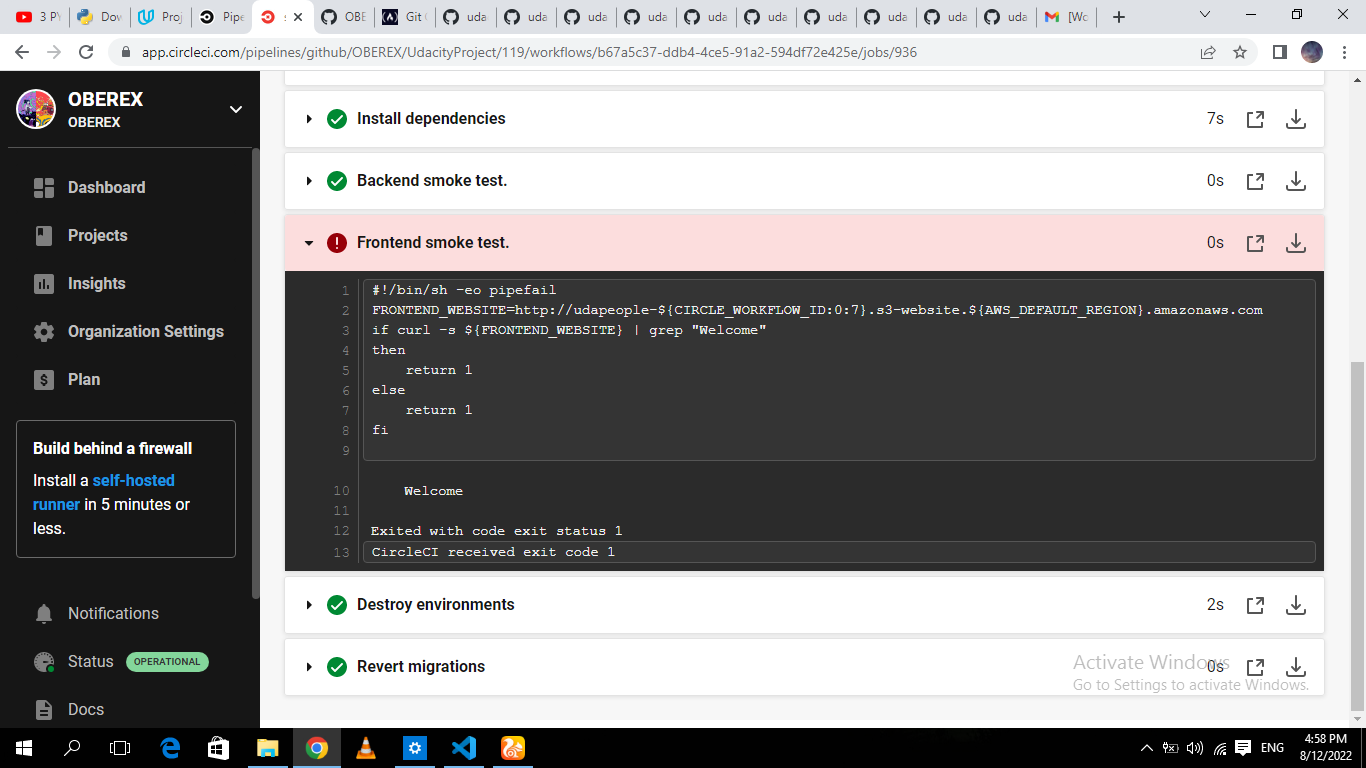 3 PY
Dow
Proj
Pipe
s
OBE
Git (
uda
uda
uda
uda
uda
uda
uda
uda
uda
uda
[Wo
app.circleci.com/pipelines/github/OBEREX/UdacityProject/119/workflows/b67a5c37-ddb4-4ce5-91a2-594df72e425e/jobs/936
OBEREX
OBEREX
Dashboard
Projects
Insights
Organization Settings
Plan
Build behind a firewall
Install a self-hosted
runner in 5 minutes or
less.
Notifications
Status OPERATIONAL
Docs
Install dependencies 7s
Backend smoke test. 0s
Frontend smoke test. 0s
1 #!/bin/sh -eo pipefail
2 FRONTEND_WEBSITE=http://udapeople-${CIRCLE_WORKFLOW_ID:0:7}.s3-website.${AWS_DEFAULT_REGION}.amazonaws.com
3 if curl -s ${FRONTEND_WEBSITE} | grep "Welcome"
4 then
5     return 1
6 else
7     return 1
8 fi
9
10     Welcome
11
12 Exited with code exit status 1
13 CircleCI received exit code 1
Destroy environments 2s
Revert migrations 0s
Activate Windows
Go to Settings to activate Windows.
ENG
4:58 PM
8/12/2022